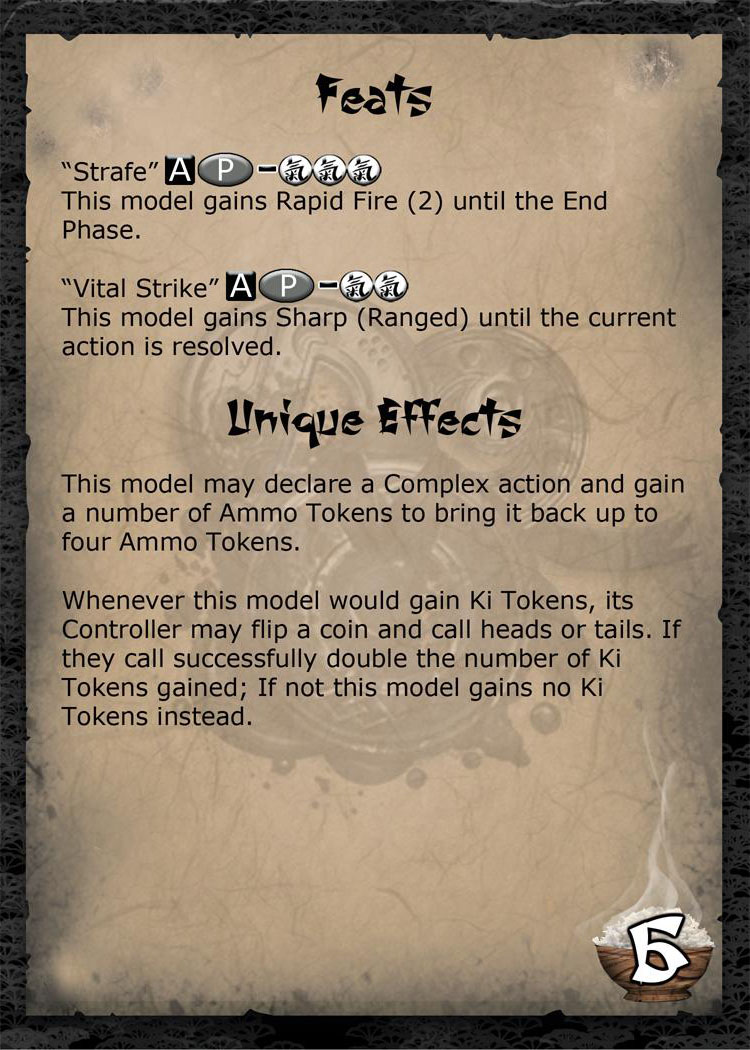 Feats
“Strafe” A P -氣氣氣
This model gains Rapid Fire (2) until the End
Phase.
“Vital Strike” A P -氣氣
This model gains Sharp (Ranged) until the current
action is resolved.
Unique Effects
This model may declare a Complex action and gain
a number of Ammo Tokens to bring it back up to
four Ammo Tokens.
Whenever this model would gain Ki Tokens, its
Controller may flip a coin and call heads or tails. If
they call successfully double the number of Ki
Tokens gained; If not this model gains no Ki
Tokens instead.
5